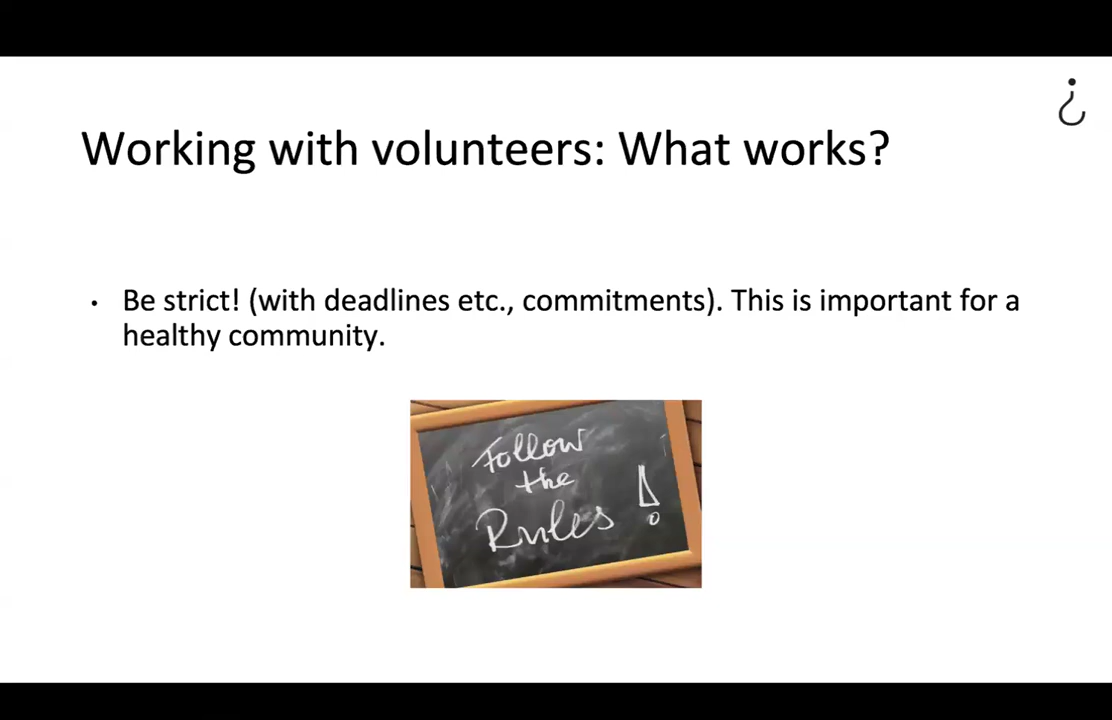 ¿
Working with volunteers: What works?
• Be strict! (with deadlines etc., commitments). This is important for a
healthy community.
Follow
the
Rules !